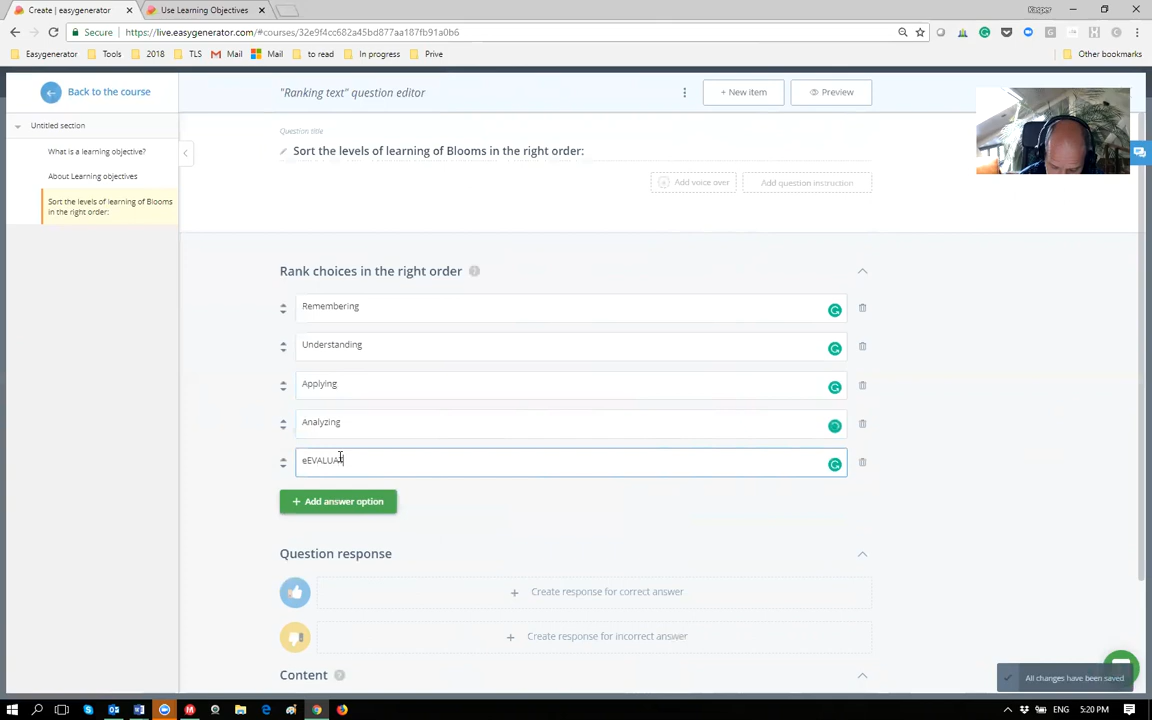 Create | easygenerator
Use Learning Objectives
Kasper
Secure
https://live.easygenerator.com/#courses/32e9f4cc682a45bd877aa187fb91a0b6
Easygenerator
Tools
2018
TLS
Mail
Mail
to read
In progress
Prive
Other bookmarks
Back to the course
"Ranking text" question editor
+ New item
Preview
Untitled section
What is a learning objective?
About Learning objectives
Sort the levels of learning of Blooms
in the right order:
Question title
Sort the levels of learning of Blooms in the right order:
Add voice over
Add question instruction
Rank choices in the right order
Remembering
Understanding
Applying
Analyzing
eEVALUAT
+ Add answer option
Question response
+ Create response for correct answer
+ Create response for incorrect answer
Content
All changes have been saved
ENG
5:20 PM